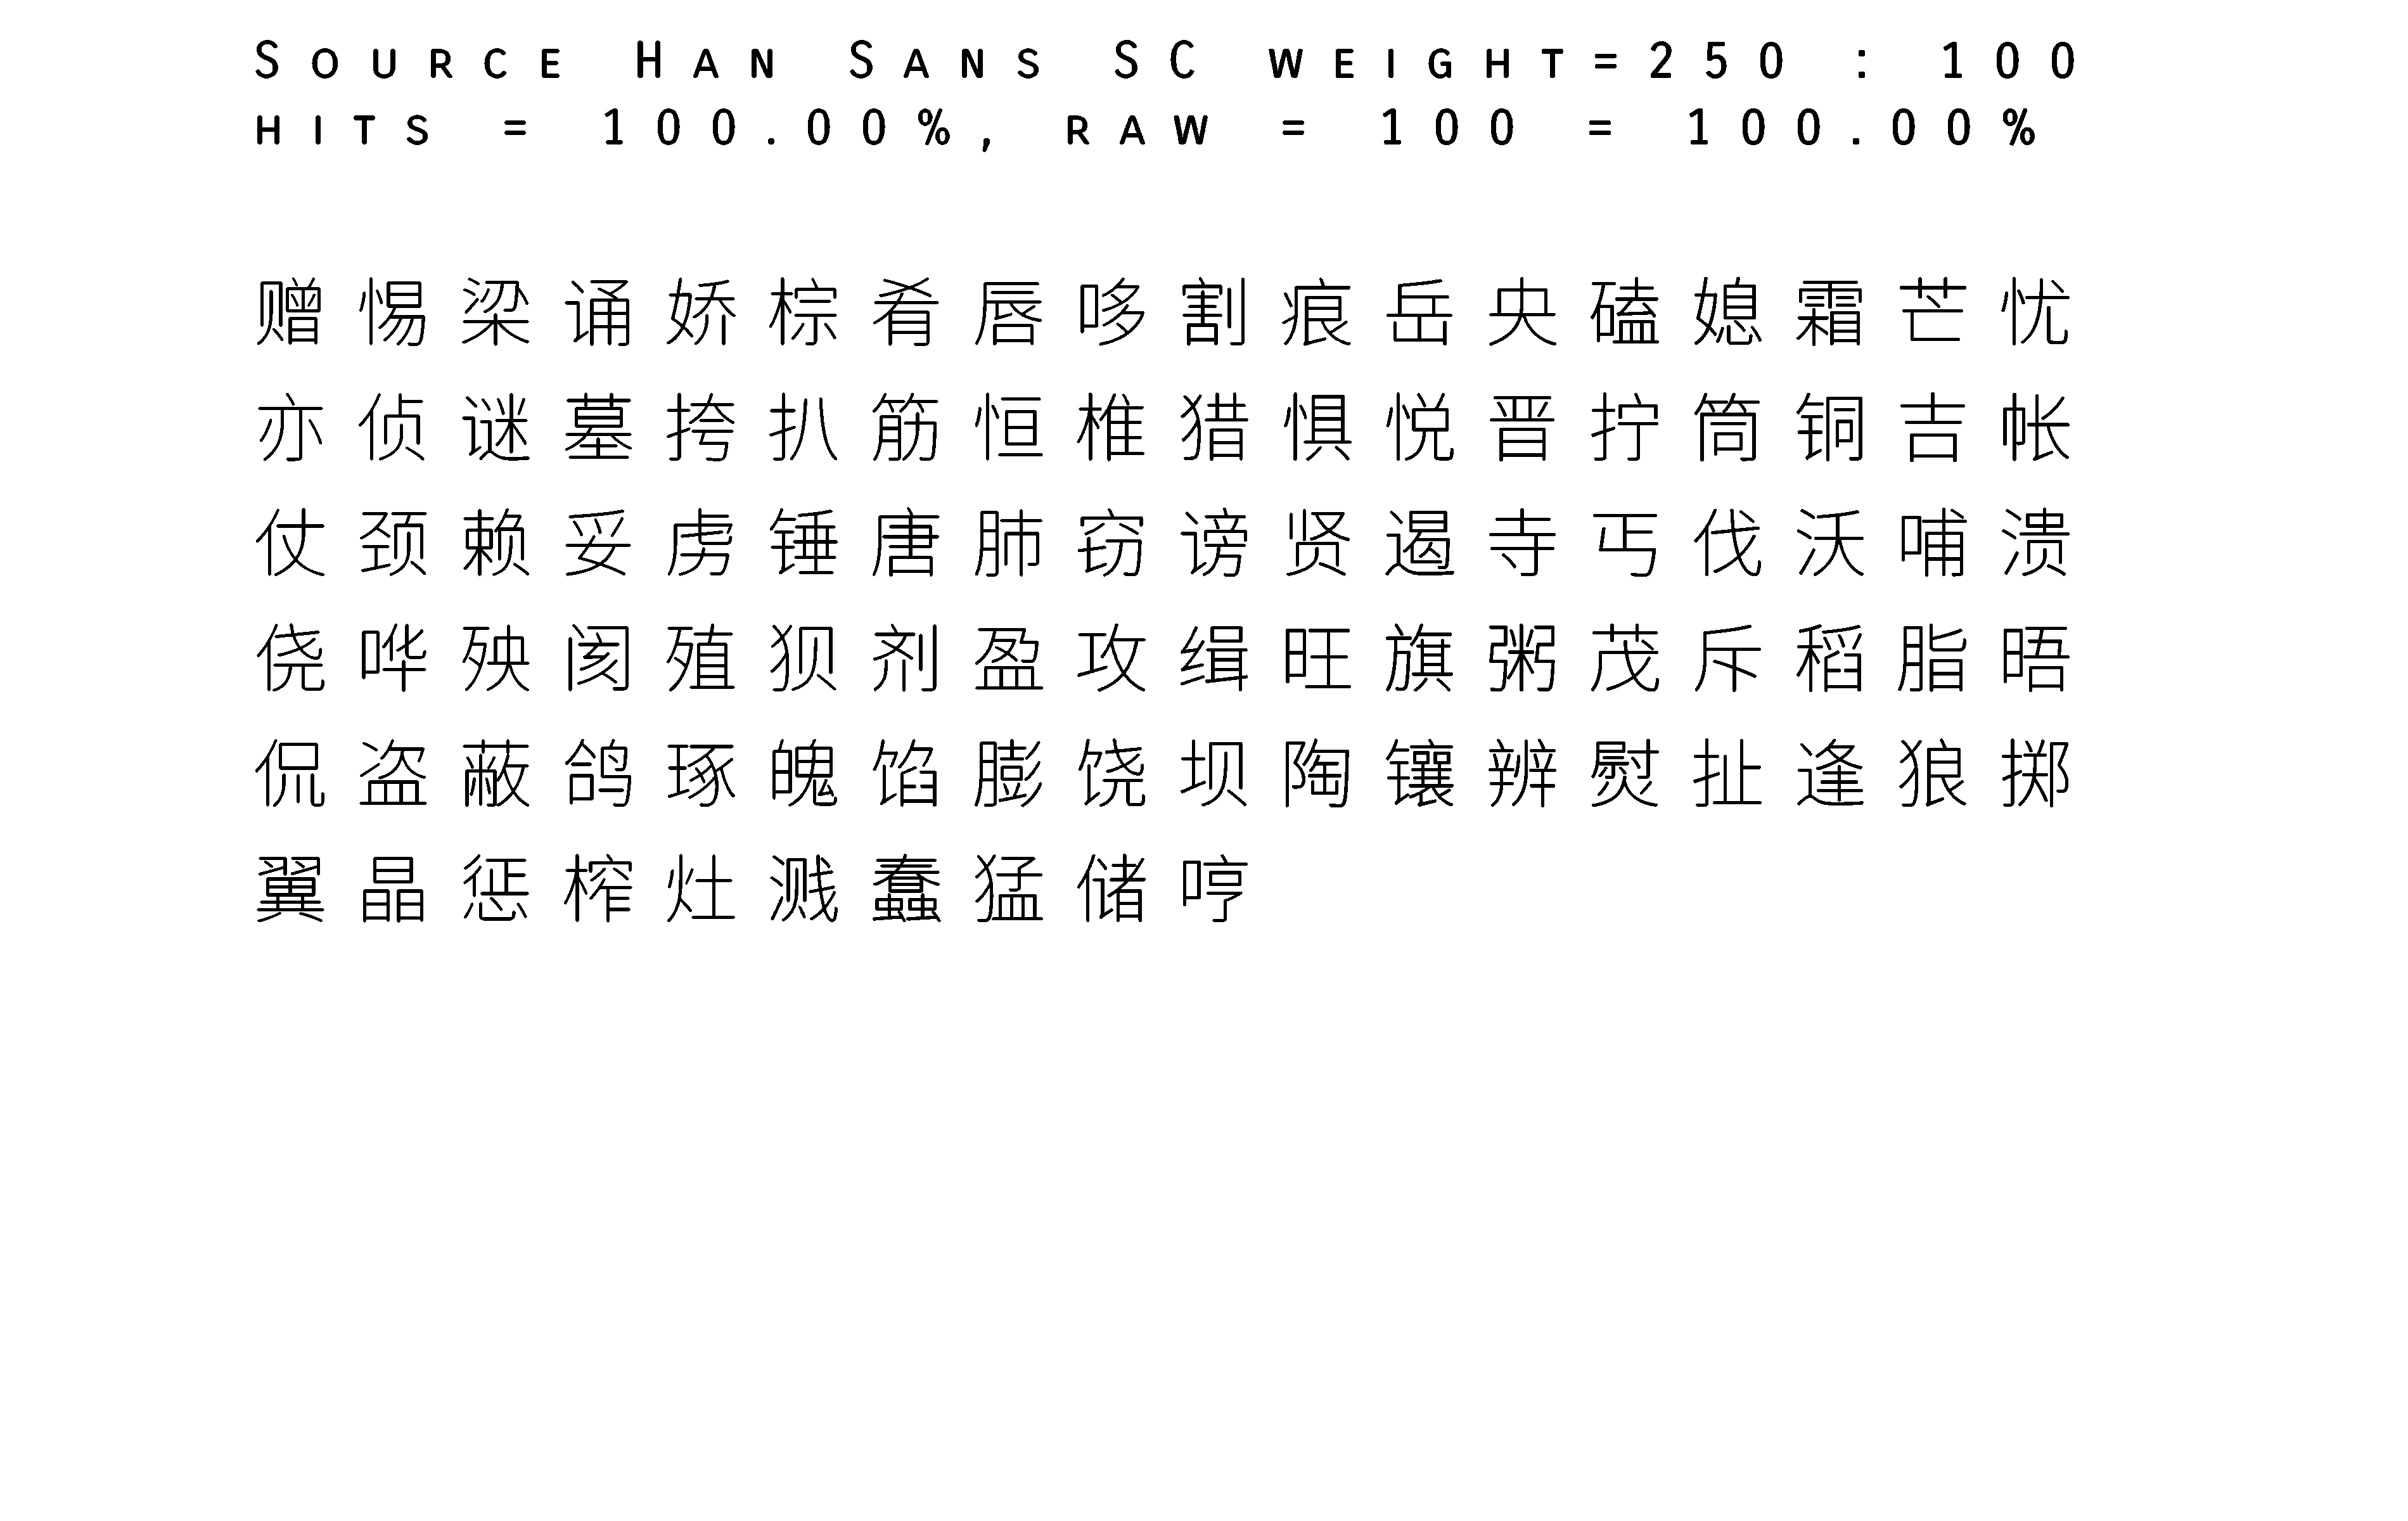 Source Han Sans SC weight=250 : 100
hits = 100.00%, raw = 100 = 100.00%
赠惕梁诵娇棕肴唇哆割痕岳央磕媳霜芒忧
亦侦谜墓挎扒筋恒椎猎惧悦晋拧筒铜吉帐
仗颈赖妥虏锤唐肺窃谤贤遏寺丐伐沃哺溃
侥哗殃阂殖狈剂盈攻缉旺旗粥茂斥稻脂晤
侃盗蔽鸽琢魄馅膨饶坝陶镶辨熨扯逢狼掷
翼晶惩榨灶溅蠢猛储哼